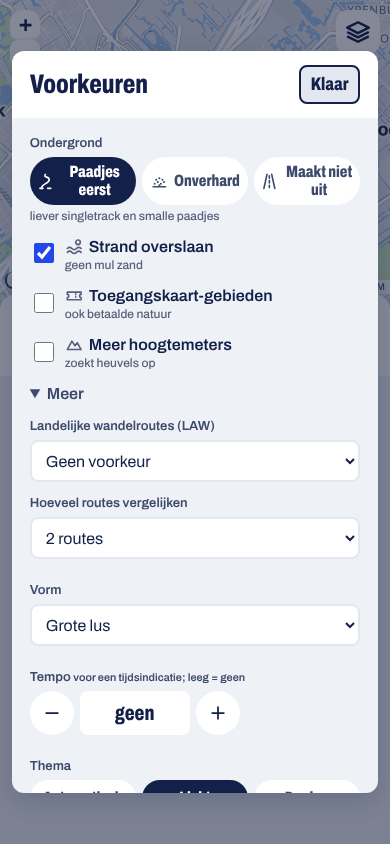 +
Voorkeuren
Klaar
Ondergrond
Paadjes eerst
Onverhard
Maakt niet uit
liever singletrack en smalle paadjes
Strand overslaan
geen mul zand
Toegangskaart-gebieden
ook betaalde natuur
Meer hoogtemeters
zoekt heuvels op
▼ Meer
Landelijke wandelroutes (LAW)
Geen voorkeur
Hoeveel routes vergelijken
2 routes
Vorm
Grote lus
Tempo voor een tijdsindicatie; leeg = geen
− geen +
Thema